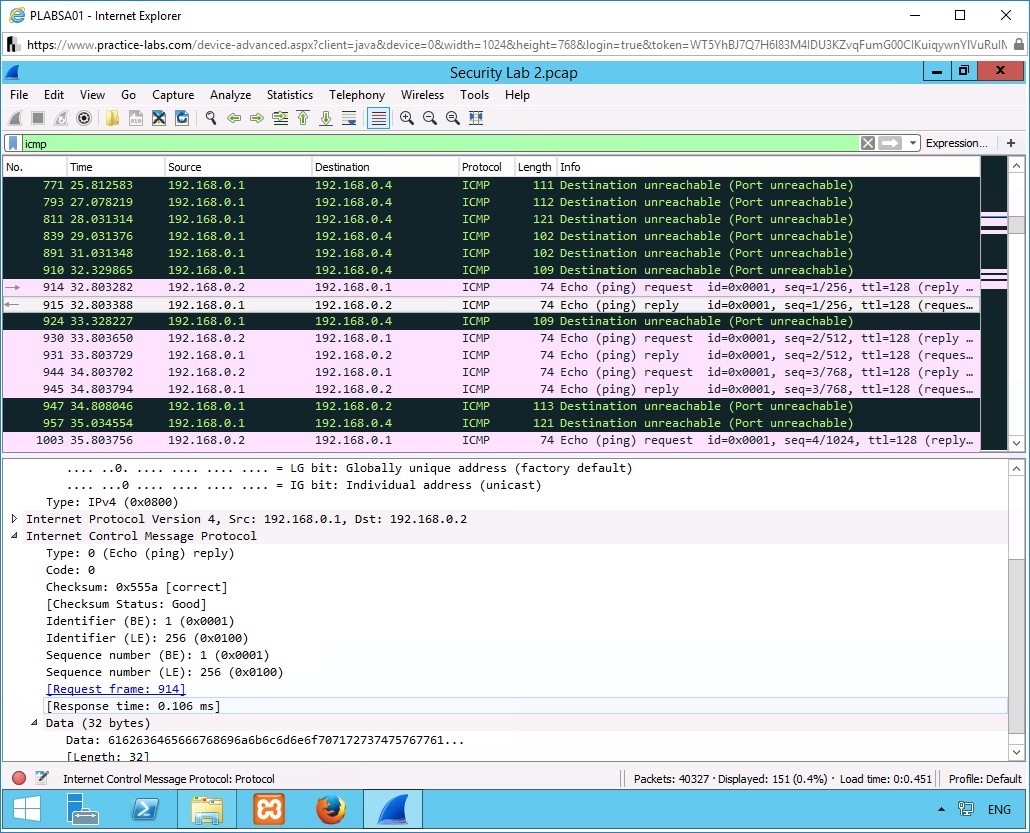 PLABSA01 - Internet Explorer
https://www.practice-labs.com/device-advanced.aspx?client=java&device=0&width=1024&height=768&login=true&token=
Security Lab 2.pcap
File Edit View Go Capture Analyze Statistics Telephony Wireless Tools Help
icmp Expression... +
No. Time Source Destination Protocol Length Info
771 25.812583 192.168.0.1 192.168.0.4 ICMP 111 Destination unreachable (Port unreachable)
793 27.078219 192.168.0.1 192.168.0.4 ICMP 112 Destination unreachable (Port unreachable)
811 28.031314 192.168.0.1 192.168.0.4 ICMP 121 Destination unreachable (Port unreachable)
839 29.031376 192.168.0.1 192.168.0.4 ICMP 102 Destination unreachable (Port unreachable)
891 31.031348 192.168.0.1 192.168.0.4 ICMP 102 Destination unreachable (Port unreachable)
910 32.329865 192.168.0.1 192.168.0.4 ICMP 109 Destination unreachable (Port unreachable)
914 32.803282 192.168.0.2 192.168.0.1 ICMP 74 Echo (ping) request id=0x0001, seq=1/256, ttl=128 (reply …
915 32.803388 192.168.0.1 192.168.0.2 ICMP 74 Echo (ping) reply id=0x0001, seq=1/256, ttl=128 (reques…
924 33.328227 192.168.0.1 192.168.0.4 ICMP 109 Destination unreachable (Port unreachable)
930 33.803650 192.168.0.2 192.168.0.1 ICMP 74 Echo (ping) request id=0x0001, seq=2/512, ttl=128 (reply …
931 33.803729 192.168.0.1 192.168.0.2 ICMP 74 Echo (ping) reply id=0x0001, seq=2/512, ttl=128 (reques…
944 34.803702 192.168.0.2 192.168.0.1 ICMP 74 Echo (ping) request id=0x0001, seq=3/768, ttl=128 (reply …
945 34.803794 192.168.0.1 192.168.0.2 ICMP 74 Echo (ping) reply id=0x0001, seq=3/768, ttl=128 (reques…
947 34.808046 192.168.0.1 192.168.0.2 ICMP 113 Destination unreachable (Port unreachable)
957 35.034554 192.168.0.1 192.168.0.4 ICMP 121 Destination unreachable (Port unreachable)
1003 35.803756 192.168.0.2 192.168.0.1 ICMP 74 Echo (ping) request id=0x0001, seq=4/1024, ttl=128 (reply…
.... ..0. .... .... .... .... = LG bit: Globally unique address (factory default)
.... ...0 .... .... .... .... = IG bit: Individual address (unicast)
Type: IPv4 (0x0800)
Internet Protocol Version 4, Src: 192.168.0.1, Dst: 192.168.0.2
Internet Control Message Protocol
Type: 0 (Echo (ping) reply)
Code: 0
Checksum: 0x555a [correct]
[Checksum Status: Good]
Identifier (BE): 1 (0x0001)
Identifier (LE): 256 (0x0100)
Sequence number (BE): 1 (0x0001)
Sequence number (LE): 256 (0x0100)
[Request frame: 914]
[Response time: 0.106 ms]
Data (32 bytes)
Data: 6162636465666768696a6b6c6d6e6f707172737475767761...
[Length: 32]
Internet Control Message Protocol: Protocol Packets: 40327 · Displayed: 151 (0.4%) · Load time: 0:0.451 Profile: Default
ENG